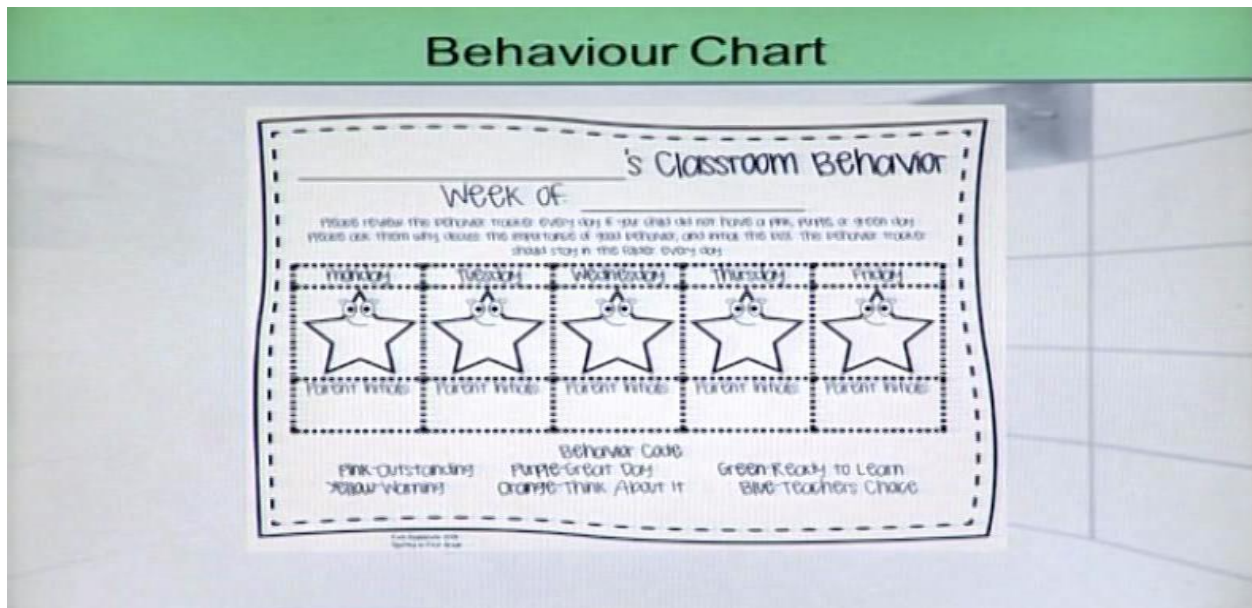 Behaviour Chart
's Classroom Behavior
Week of
Please review this behavior tracker every day. If your child did not have a pink, purple, or green day
Please ask them why, discuss the importance of good behavior, and initial this box. This behavior tracker
should stay in this folder every day
Monday Tuesday Wednesday Thursday Friday
Parent Initials Parent Initials Parent Initials Parent Initials Parent Initials
Behavior Code
Pink-Outstanding Purple-Great Day Green-Ready to Learn
Yellow-Warning Orange-Think About It Blue-Teachers Choice